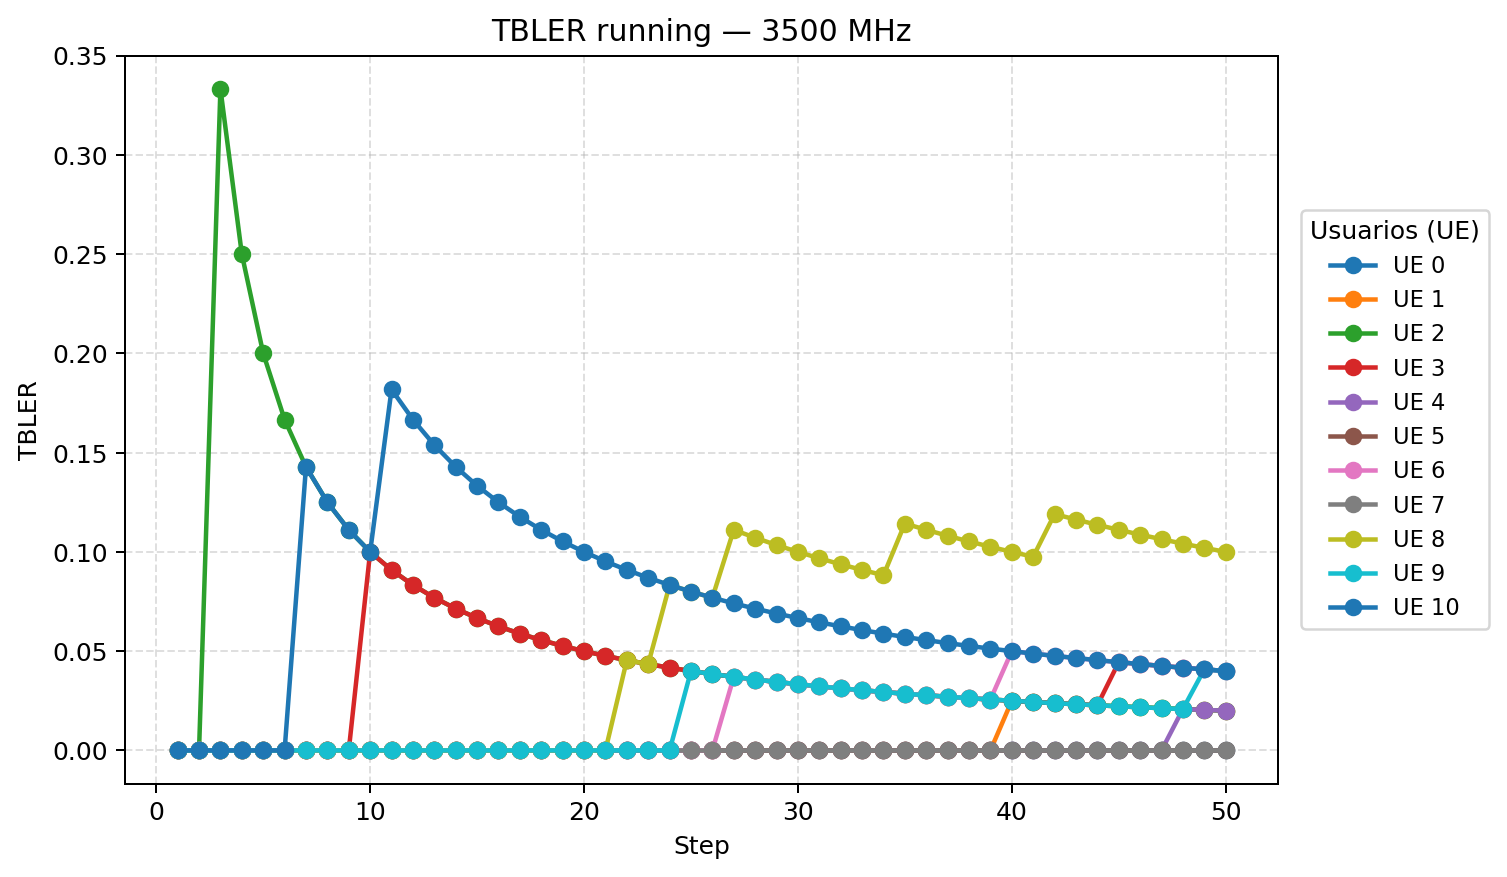 TBLER running — 3500 MHz
0.35
0.30
0.25
0.20
0.15
0.10
0.05
0.00
TBLER
0 10 20 30 40 50
Step
Usuarios (UE)
UE 0
UE 1
UE 2
UE 3
UE 4
UE 5
UE 6
UE 7
UE 8
UE 9
UE 10